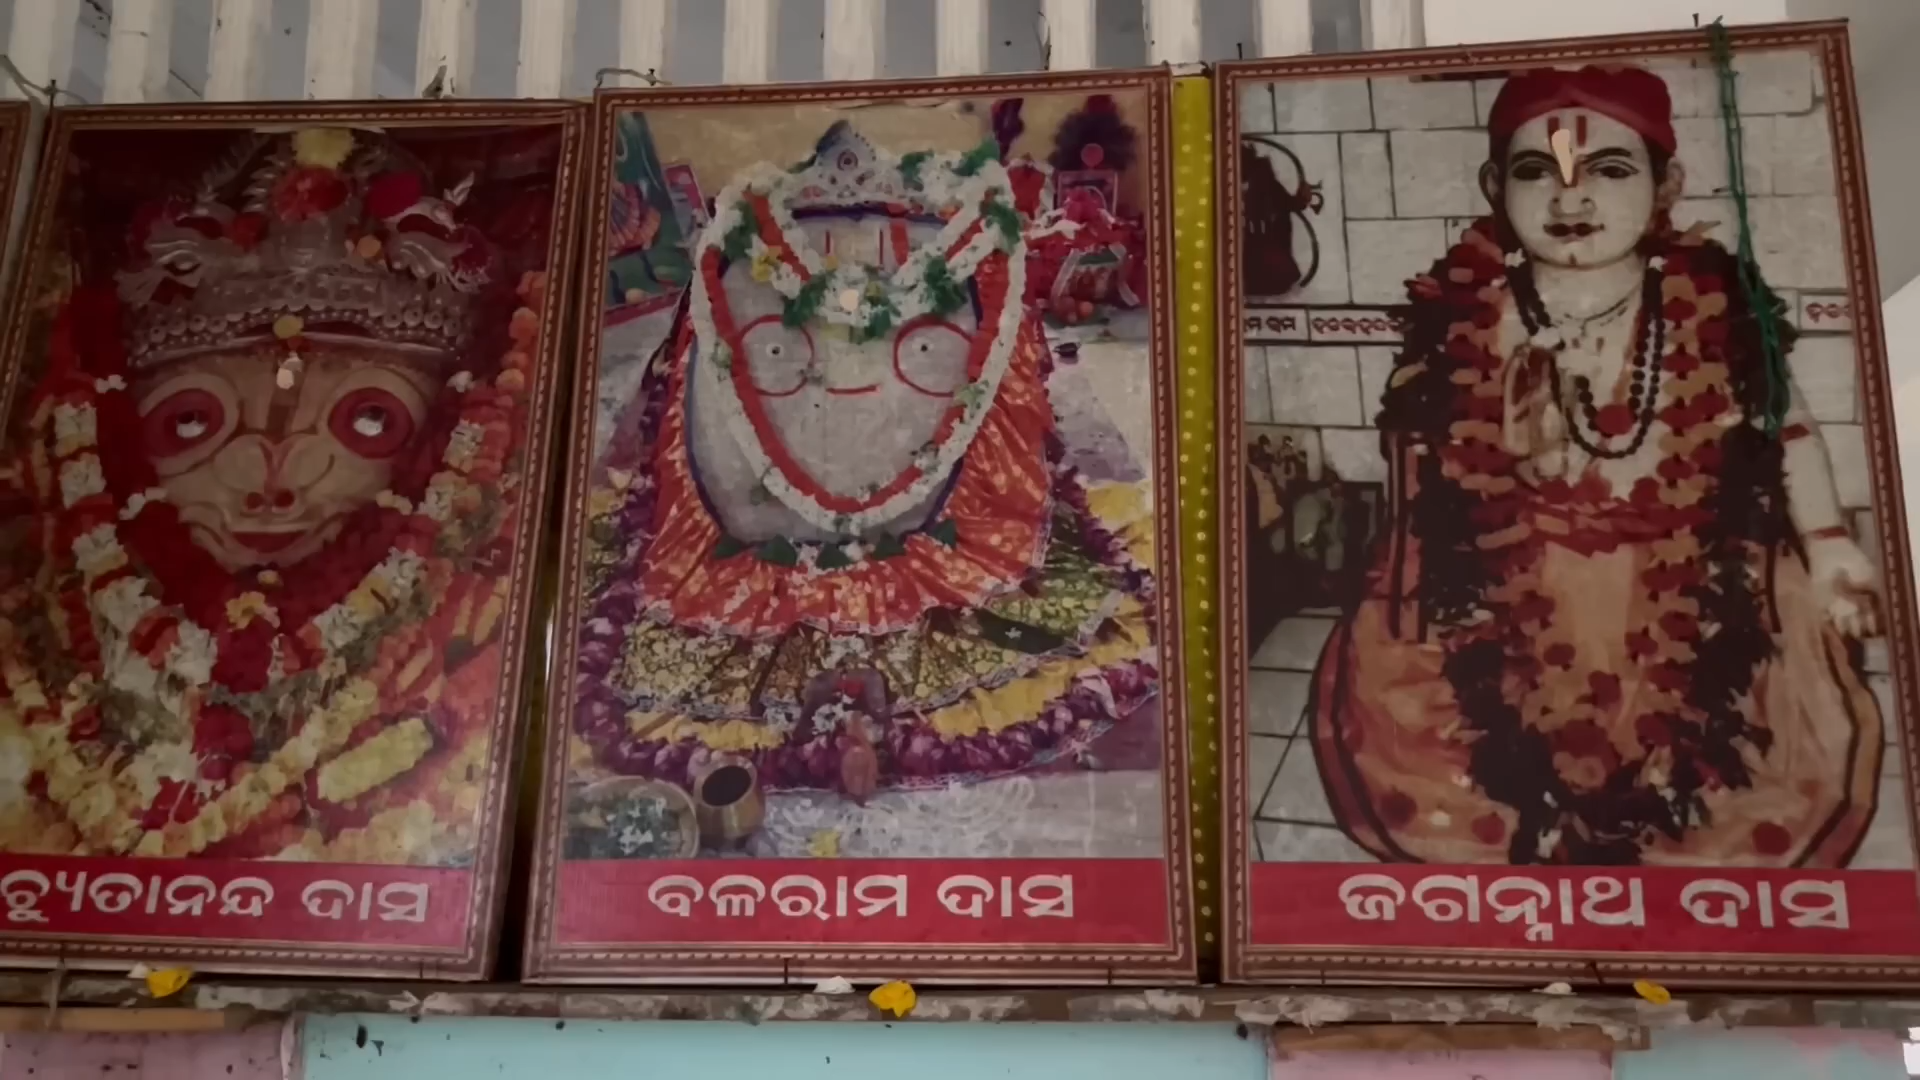 ଚ୍ୟୁତାନନ୍ଦ ଦାସ
ବଳରାମ ଦାସ
ଜଗନ୍ନାଥ ଦାସ